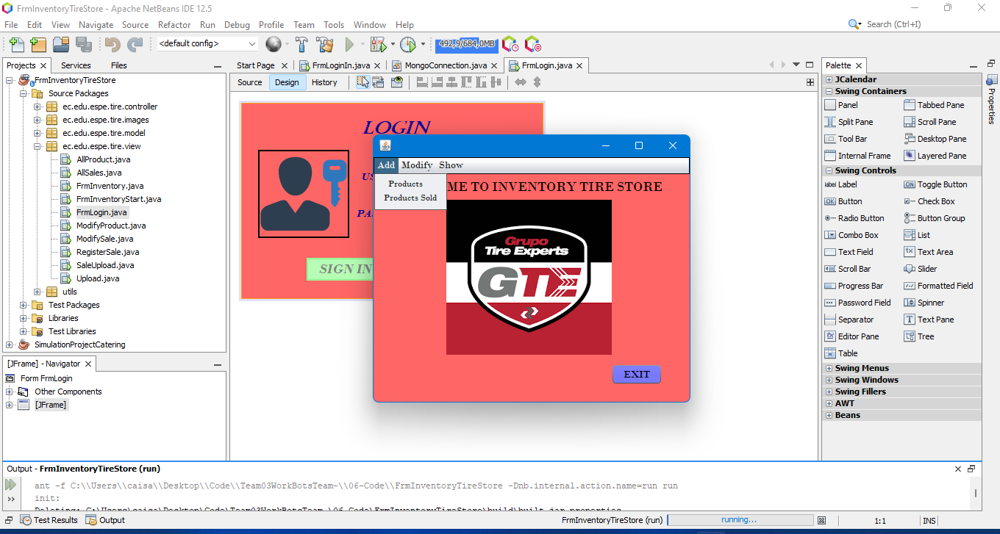 FrmInventoryTireStore - Apache NetBeans IDE 12.5
File Edit View Navigate Source Refactor Run Debug Profile Team Tools Window Help
Search (Ctrl+I)
<default config>
492,9/684,0MB
Projects Services Files
FrmInventoryTireStore
Source Packages
ec.edu.espe.tire.controller
ec.edu.espe.tire.images
ec.edu.espe.tire.model
ec.edu.espe.tire.view
AllProduct.java
AllSales.java
FrmInventory.java
FrmInventoryStart.java
FrmLogin.java
ModifyProduct.java
ModifySale.java
RegisterSale.java
SaleUpload.java
Upload.java
utils
Test Packages
Libraries
Test Libraries
SimulationProjectCatering
[JFrame] - Navigator
Form FrmLogin
Other Components
[JFrame]
Start Page FrmLoginIn.java MongoConnection.java FrmLogin.java
Source Design History
LOGIN
US
PA
SIGN IN
Add Modify Show
Products
Products Sold
ME TO INVENTORY TIRE STORE
Grupo
Tire Experts
GTE
EXIT
Palette
JCalendar
Swing Containers
Panel Tabbed Pane
Split Pane Scroll Pane
Tool Bar Desktop Pane
Internal Frame Layered Pane
Swing Controls
label Label ON Toggle Button
OK Button Check Box
Radio Button Button Group
Combo Box List
Text Field Text Area
Scroll Bar Slider
Progress Bar Formatted Field
Password Field Spinner
Separator T Text Pane
Editor Pane Tree
Table
Swing Menus
Swing Windows
Swing Fillers
AWT
Beans
Properties
Output - FrmInventoryTireStore (run)
ant -f C:\\Users\\caisa\\Desktop\\Code\\Team03WorkBotsTeam-\\06-Code\\FrmInventoryTireStore -Dnb.internal.action.name=run run
init:
Deleting: C:\Users\caisa\Desktop\Code\Team03WorkBotsTeam-\06-Code\FrmInventoryTireStore\build\built-jar.properties
Test Results Output
FrmInventoryTireStore (run) running... 1:1 INS